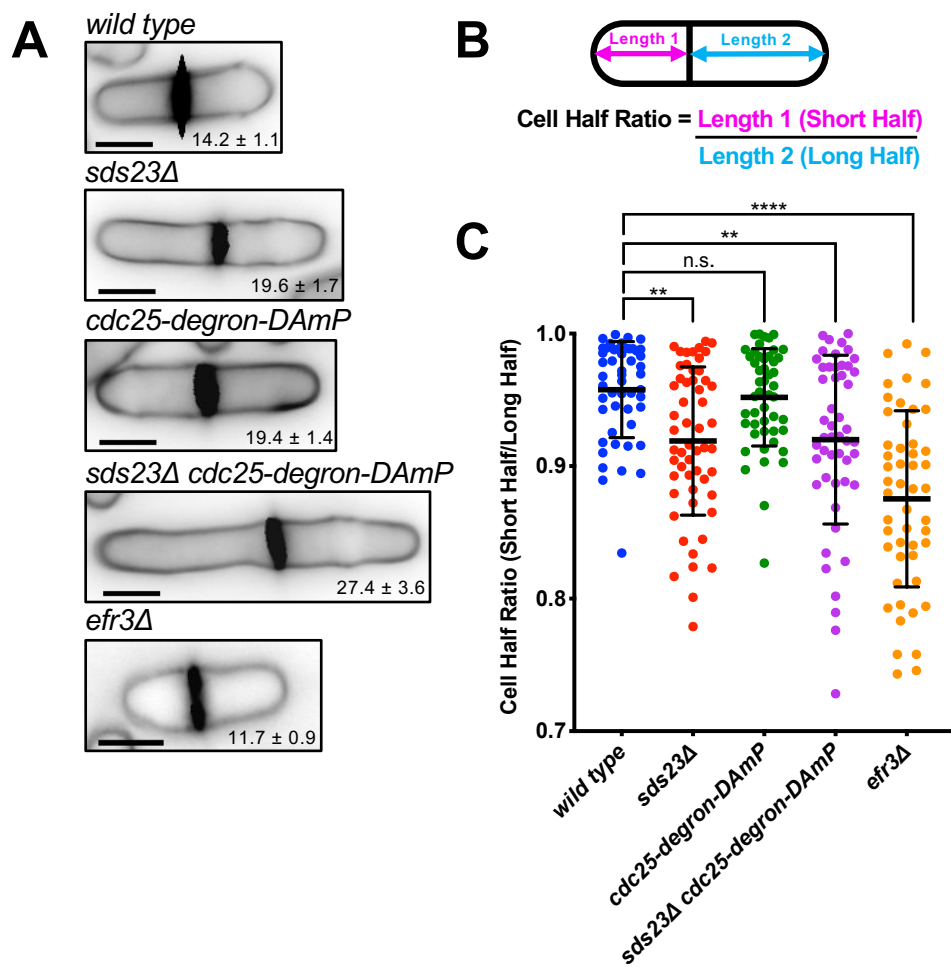 A
wild type
14.2 ± 1.1
sds23Δ
19.6 ± 1.7
cdc25-degron-DAmP
19.4 ± 1.4
sds23Δ cdc25-degron-DAmP
27.4 ± 3.6
efr3Δ
11.7 ± 0.9
B
Length 1
Length 2
Cell Half Ratio = Length 1 (Short Half)
Length 2 (Long Half)
C
****
**
n.s.
**
Cell Half Ratio (Short Half/Long Half)
1.0
0.9
0.8
0.7
wild type
sds23Δ
cdc25-degron-DAmP
sds23Δ cdc25-degron-DAmP
efr3Δ